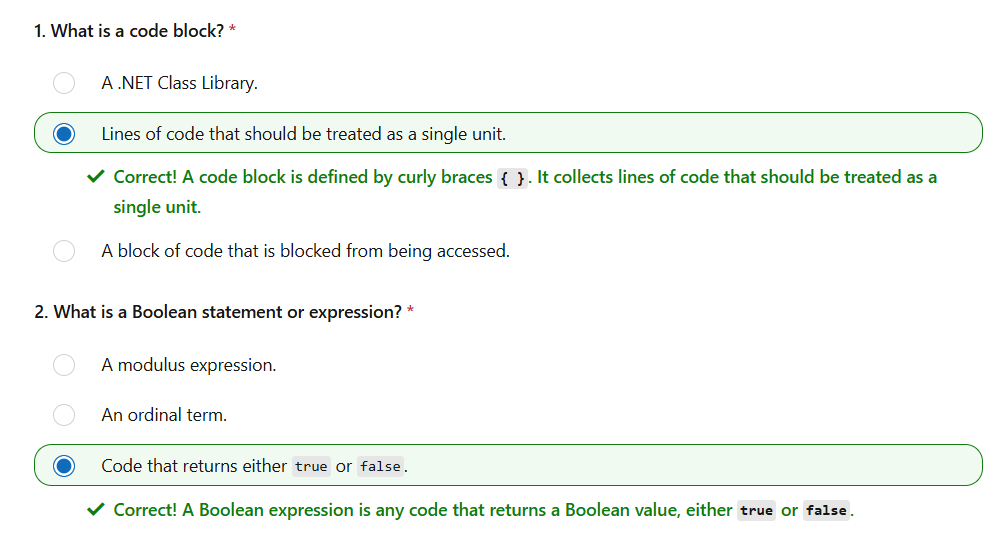 1. What is a code block? *
A .NET Class Library.
Lines of code that should be treated as a single unit.
Correct! A code block is defined by curly braces { }. It collects lines of code that should be treated as a
single unit.
A block of code that is blocked from being accessed.
2. What is a Boolean statement or expression? *
A modulus expression.
An ordinal term.
Code that returns either true or false.
Correct! A Boolean expression is any code that returns a Boolean value, either true or false.